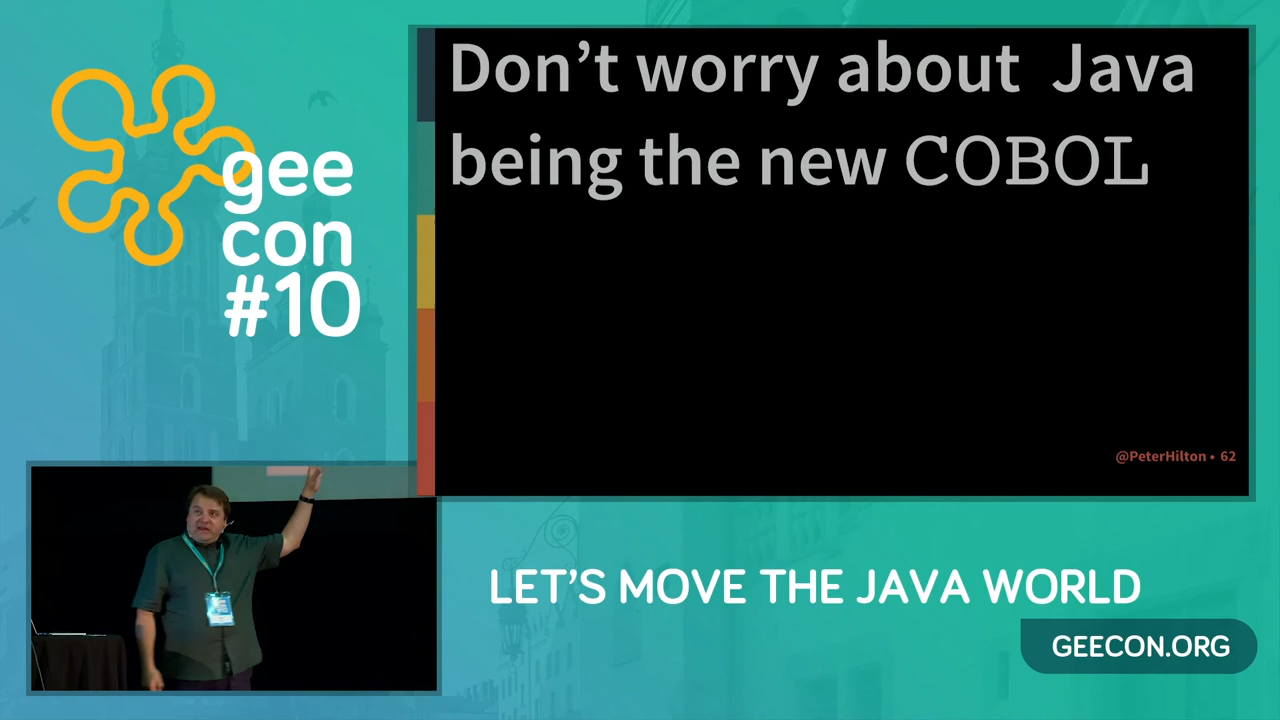 gee
con
#10
Don't worry about Java
being the new COBOL
@PeterHilton • 62
LET'S MOVE THE JAVA WORLD
GEECON.ORG